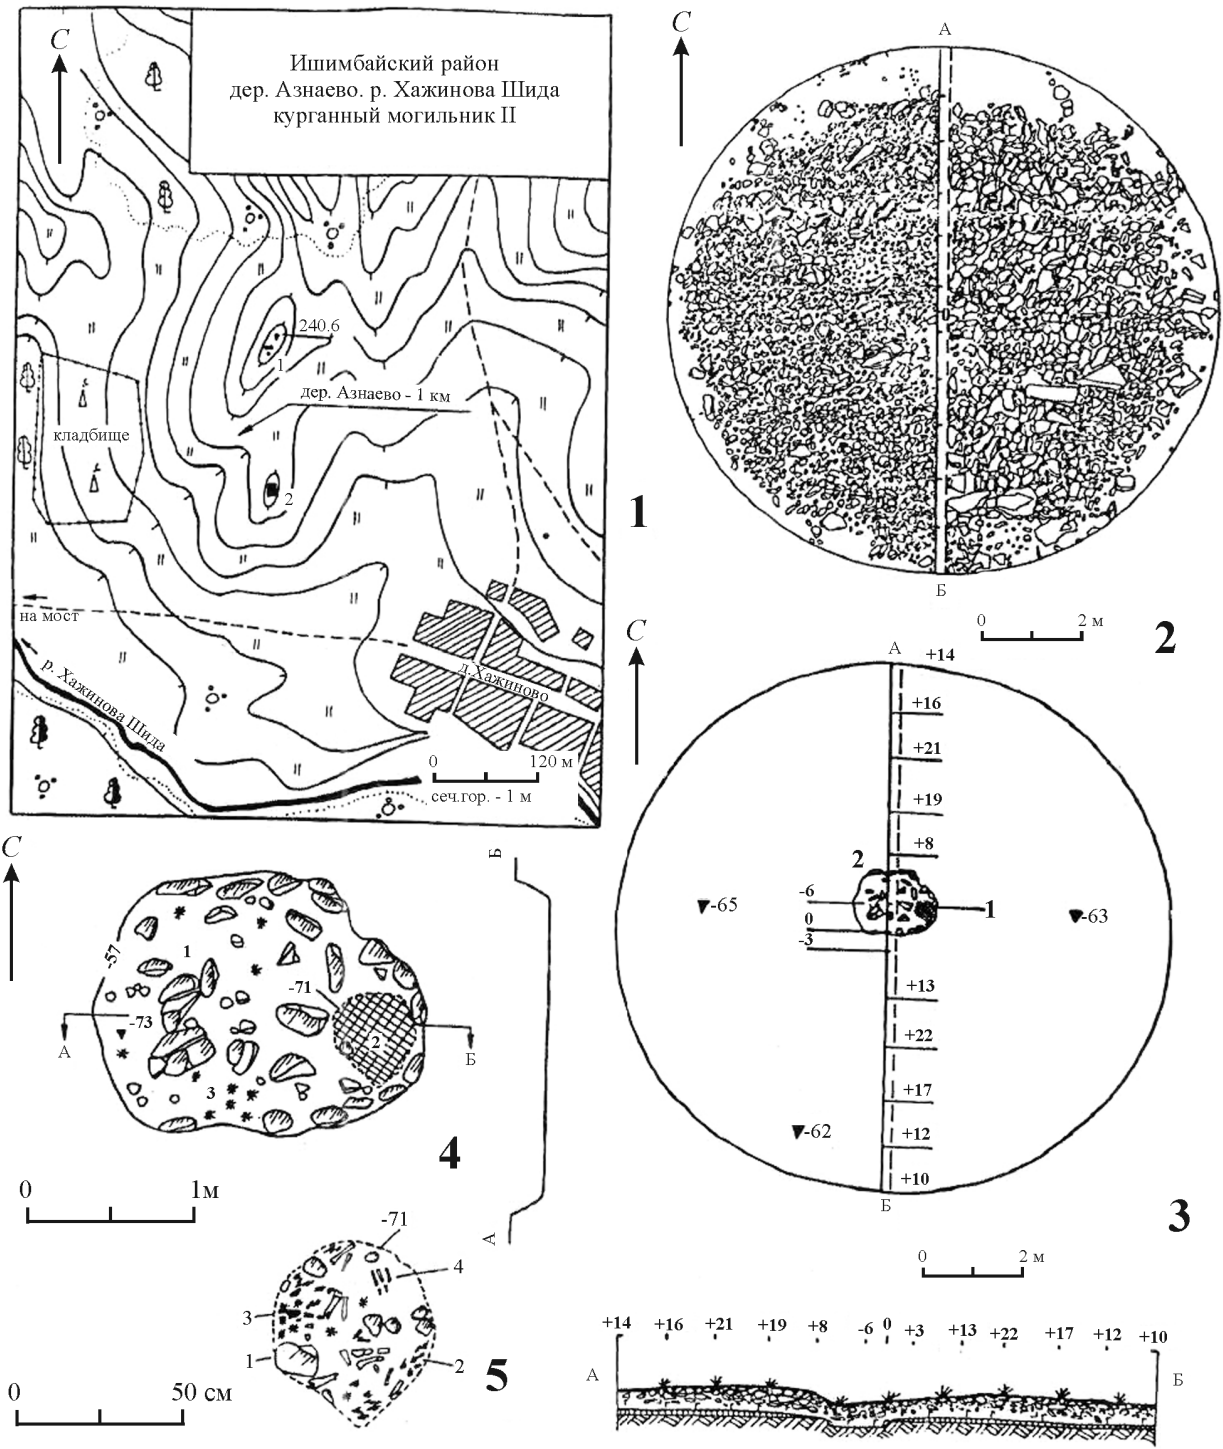 С
Ишимбайский район
дер. Азнаево. р. Хажинова Шида
курганный могильник II
240.6
1
дер. Азнаево - 1 км
кладбище
2
на мост
р. Хажинова Шида
д.Хажиново
0 120 м
сеч.гор. - 1 м
1
С
А
0
Б
0 2 м
2
С
А
+14
+16
+21
+19
+8
2
-6
0
-3
1
-65
-63
+13
+22
+17
-62
+12
+10
Б
3
0 2 м
С
-57
1
-71
-73
2
3
А
Б
4
0 1м
Б
А
-71
4
3
1
2
5
0 50 см
+14 +16 +21 +19 +8 -6 0 +3 +13 +22 +17 +12 +10
А
Б